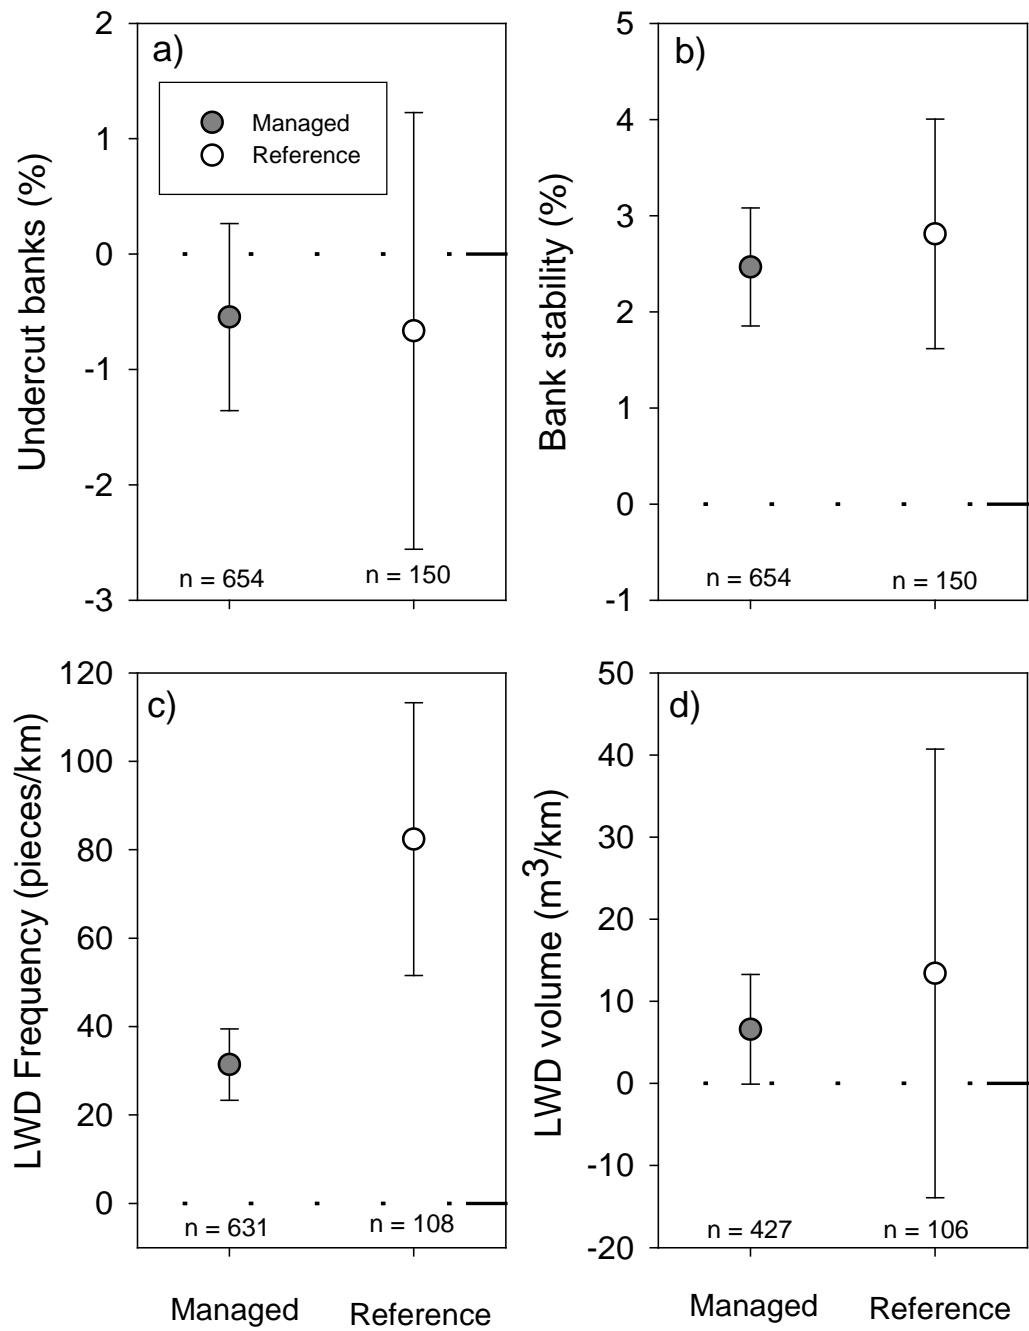 a)
Managed
Reference
Undercut banks (%)
2
1
0
-1
-2
-3
n = 654
n = 150
b)
Bank stability (%)
5
4
3
2
1
0
-1
n = 654
n = 150
c)
LWD Frequency (pieces/km)
120
100
80
60
40
20
0
n = 631
n = 108
Managed
Reference
d)
LWD volume (m³/km)
50
40
30
20
10
0
-10
-20
n = 427
n = 106
Managed
Reference